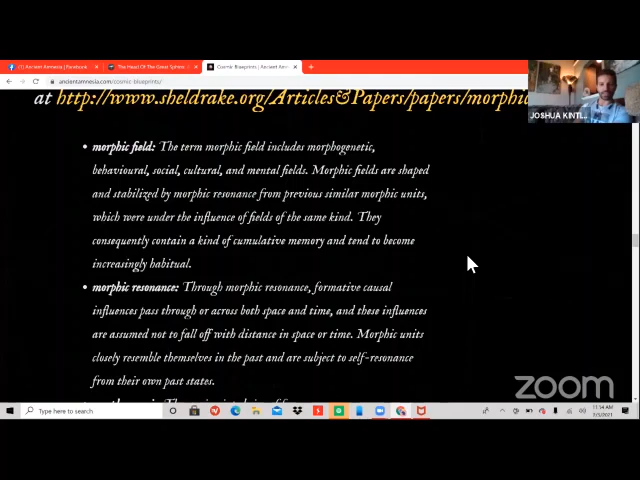 (1) Ancient Amnesia | Facebook
The Head Of The Great Sphinx
Cosmic Blueprints | Ancient Amn
ancientamnesia.com/cosmic-blueprints/
at http://www.sheldrake.org/Articles&Papers/papers/morphic
JOSHUA KINTL...
• morphic field: The term morphic field includes morphogenetic,
behavioural, social, cultural, and mental fields. Morphic fields are shaped
and stabilized by morphic resonance from previous similar morphic units,
which were under the influence of fields of the same kind. They
consequently contain a kind of cumulative memory and tend to become
increasingly habitual.
• morphic resonance: Through morphic resonance, formative causal
influences pass through or across both space and time, and these influences
are assumed not to fall off with distance in space or time. Morphic units
closely resemble themselves in the past and are subject to self-resonance
from their own past states.
zoom
Type here to search
11:14 AM
3/5/2021